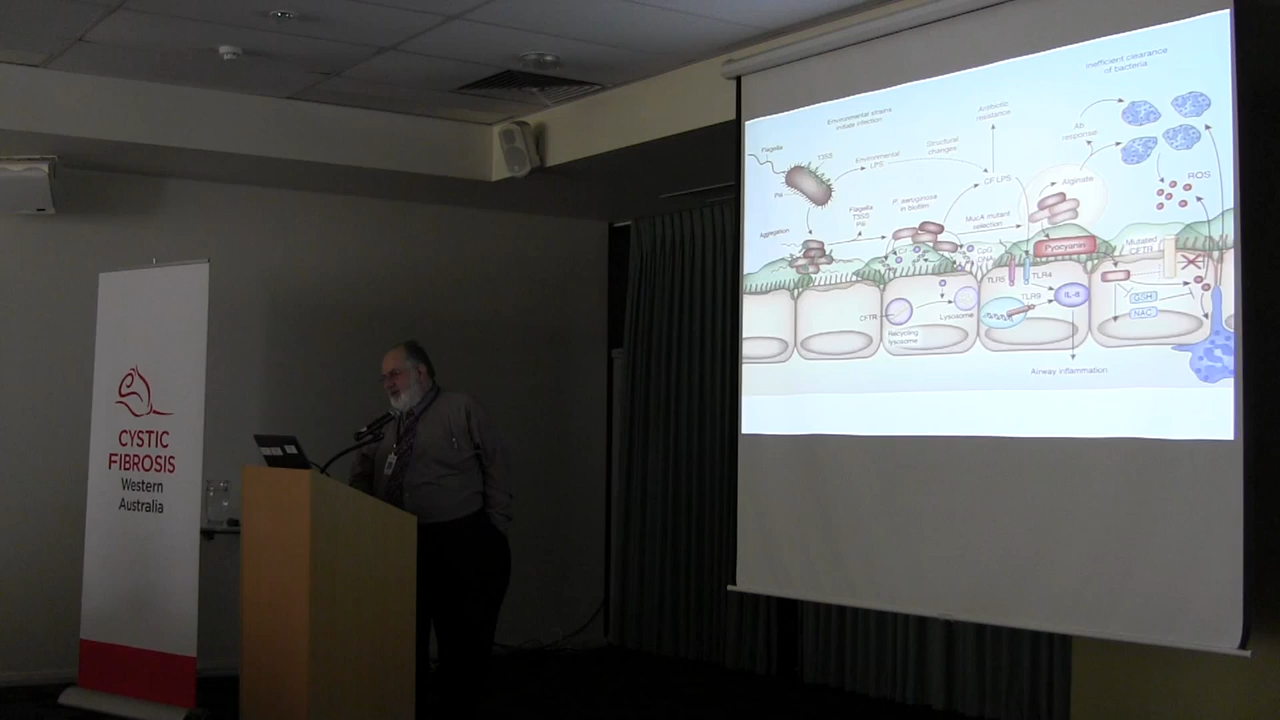 CYSTIC
FIBROSIS
Western
Australia
Inefficient clearance
of bacteria
Environmental strains
initiate infection
Antibiotic
resistance
Flagella
T3SS
Pili
Environmental
LPS
Structural
changes
Ab
response
CF LPS
Alginate
ROS
Aggregation
Flagella
T3SS
Pili
P. aeruginosa
in biofilm
MucA mutant
selection
CpG
DNA
Pyocyanin
Mutated
CFTR
TLR5
TLR4
TLR9
IL-8
GSH
NAC
CFTR
Lysosome
Recycling
lysosome
Airway inflammation